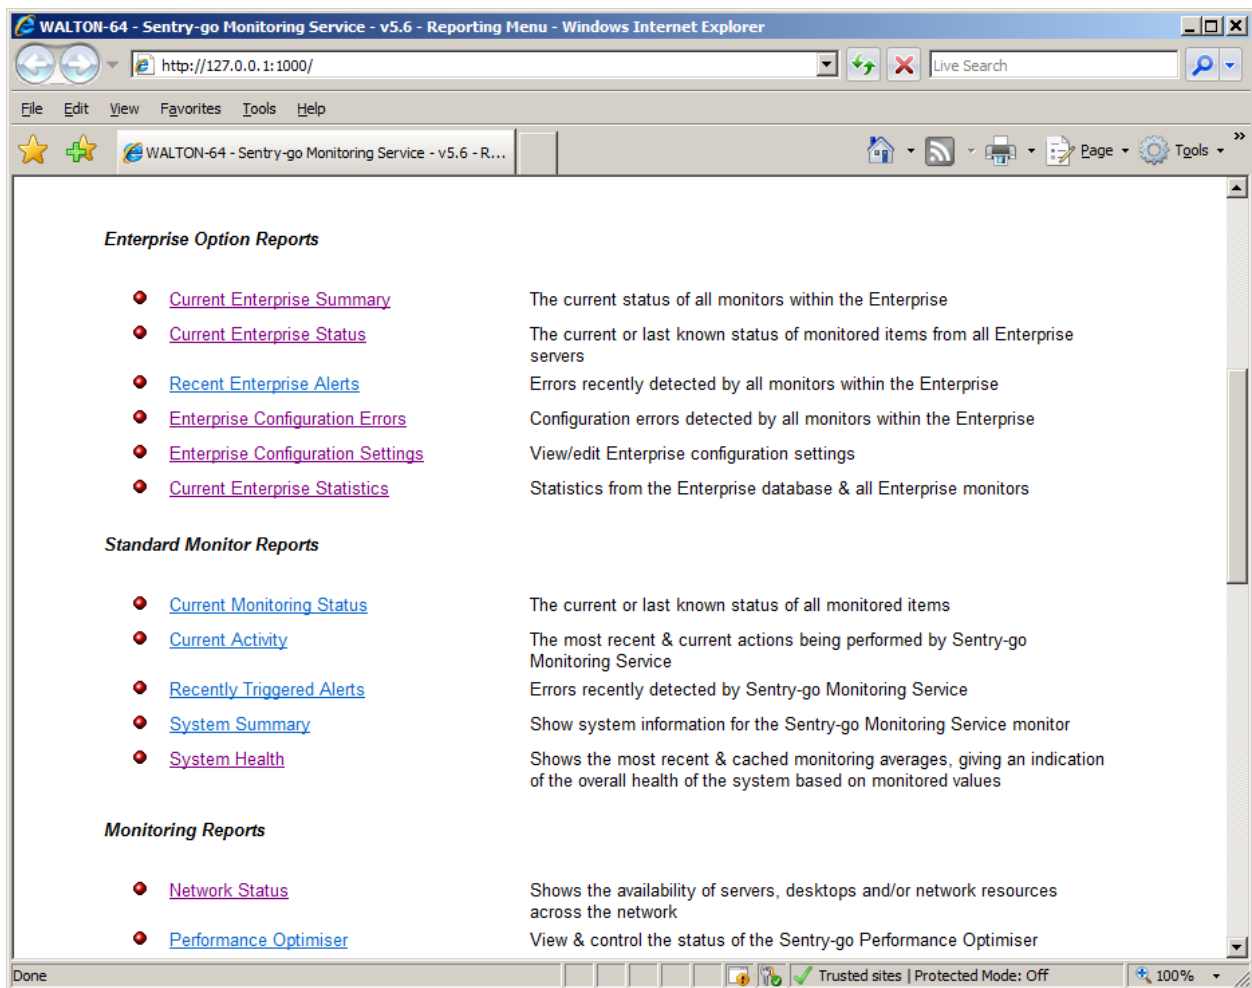 WALTON-64 - Sentry-go Monitoring Service - v5.6 - Reporting Menu - Windows Internet Explorer
http://127.0.0.1:1000/
Live Search
File Edit View Favorites Tools Help
WALTON-64 - Sentry-go Monitoring Service - v5.6 - R...
Page Tools »
Enterprise Option Reports
Current Enterprise Summary The current status of all monitors within the Enterprise
Current Enterprise Status The current or last known status of monitored items from all Enterprise
servers
Recent Enterprise Alerts Errors recently detected by all monitors within the Enterprise
Enterprise Configuration Errors Configuration errors detected by all monitors within the Enterprise
Enterprise Configuration Settings View/edit Enterprise configuration settings
Current Enterprise Statistics Statistics from the Enterprise database & all Enterprise monitors
Standard Monitor Reports
Current Monitoring Status The current or last known status of all monitored items
Current Activity The most recent & current actions being performed by Sentry-go
Monitoring Service
Recently Triggered Alerts Errors recently detected by Sentry-go Monitoring Service
System Summary Show system information for the Sentry-go Monitoring Service monitor
System Health Shows the most recent & cached monitoring averages, giving an indication
of the overall health of the system based on monitored values
Monitoring Reports
Network Status Shows the availability of servers, desktops and/or network resources
across the network
Performance Optimiser View & control the status of the Sentry-go Performance Optimiser
Done Trusted sites | Protected Mode: Off 100%